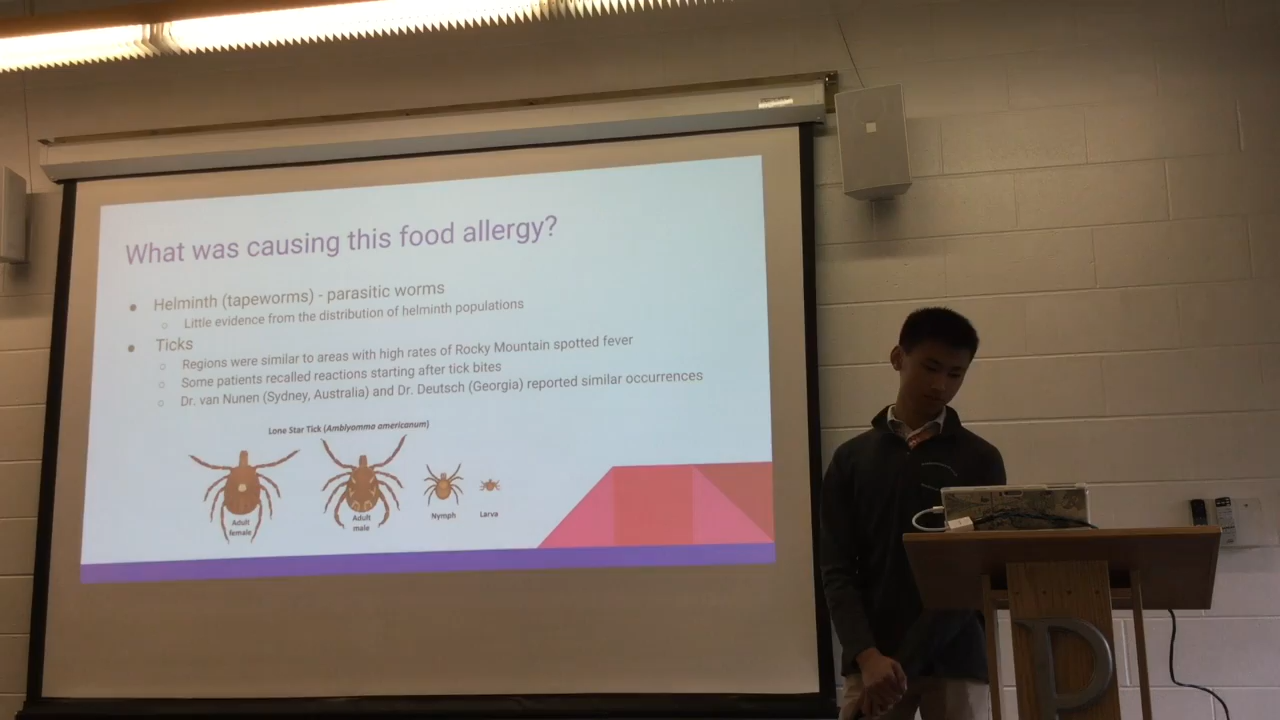 What was causing this food allergy?
● Helminth (tapeworms) - parasitic worms
○ Little evidence from the distribution of helminth populations
● Ticks
○ Regions were similar to areas with high rates of Rocky Mountain spotted fever
○ Some patients recalled reactions starting after tick bites
○ Dr. van Nunen (Sydney, Australia) and Dr. Deutsch (Georgia) reported similar occurrences
Lone Star Tick (Amblyomma americanum)
Adult
female
Adult
male
Nymph
Larva
P